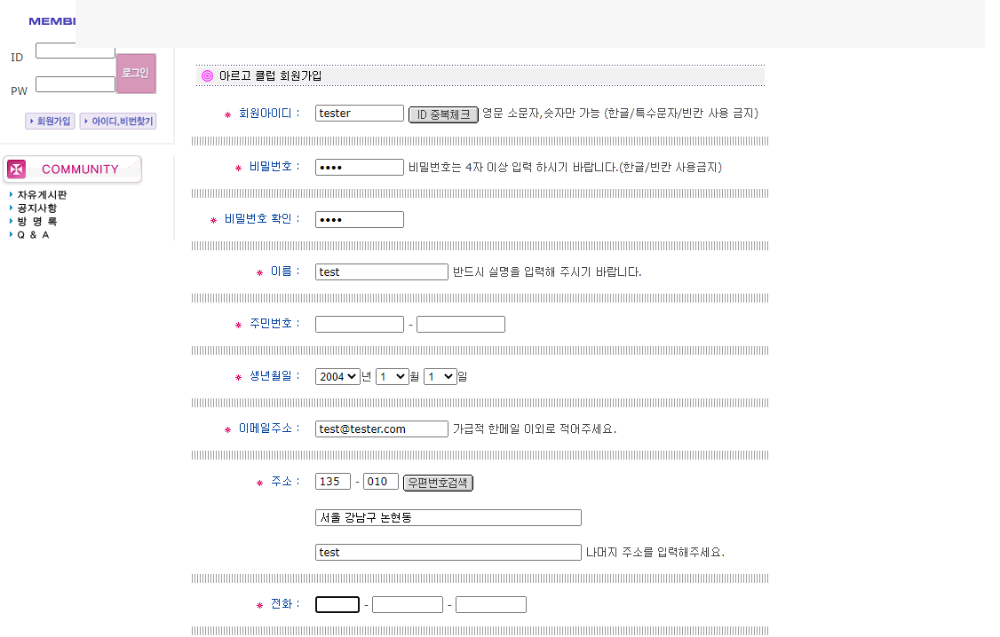 ID
PW
로그인
회원가입 아이디,비번찾기
COMMUNITY
자유게시판
공지사항
방 명 록
Q & A
아르고 클럽 회원가입
* 회원아이디 : tester ID 중복체크 영문 소문자,숫자만 가능 (한글/특수문자/빈칸 사용 금지)
* 비밀번호 : •••• 비밀번호는 4자 이상 입력 하시기 바랍니다.(한글/빈칸 사용금지)
* 비밀번호 확인 : ••••
* 이름 : test 반드시 실명을 입력해 주시기 바랍니다.
* 주민번호 : -
* 생년월일 : 2004 년 1 월 1 일
* 이메일주소 : test@tester.com 가급적 한메일 이외로 적어주세요.
* 주소 : 135 - 010 우편번호검색
서울 강남구 논현동
test 나머지 주소를 입력해주세요.
* 전화 : - -